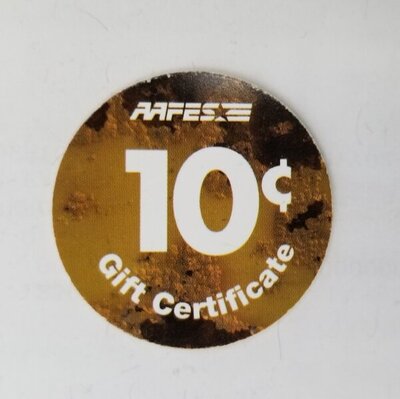 AAFES
10¢
Gift Certificate